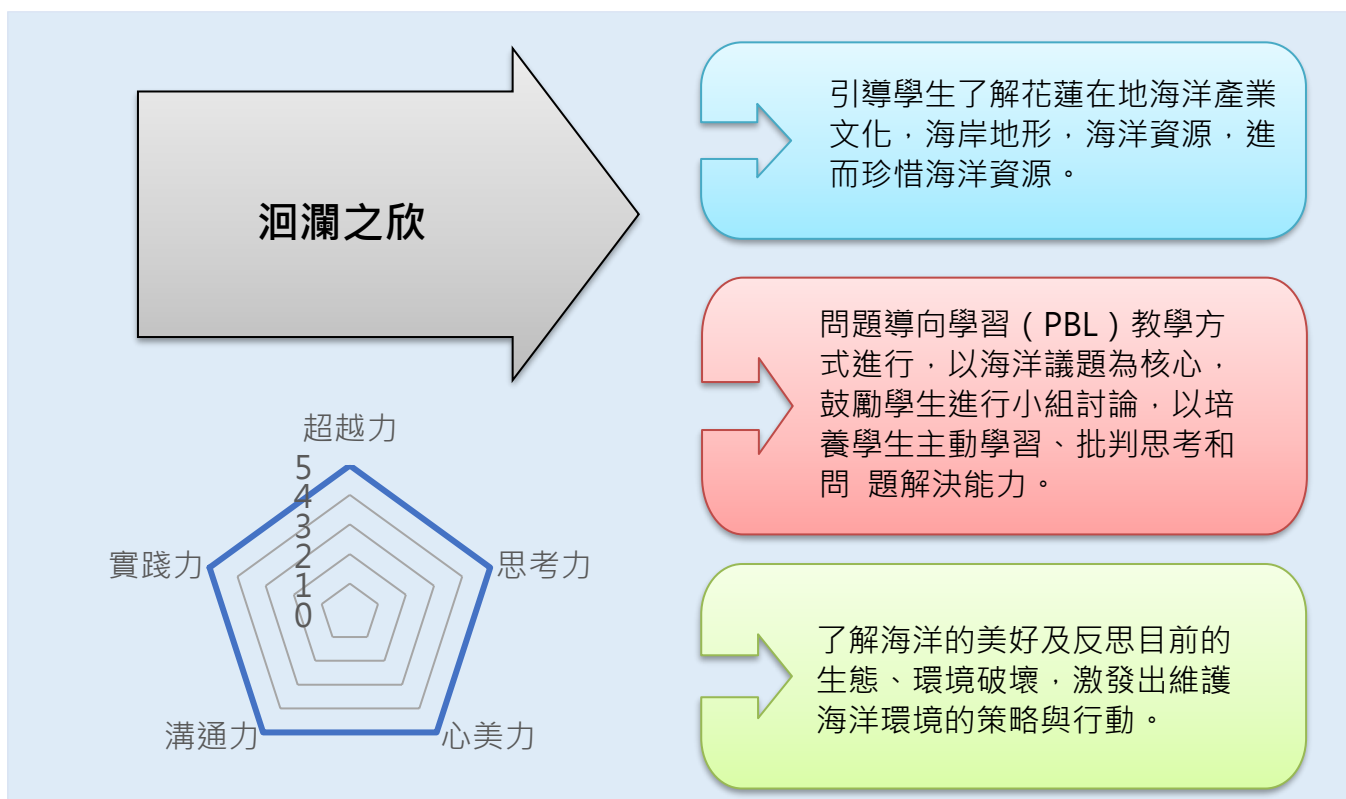 洄瀾之欣
引導學生了解花蓮在地海洋產業
文化，海岸地形，海洋資源，進
而珍惜海洋資源。
問題導向學習（PBL）教學方
式進行，以海洋議題為核心，
鼓勵學生進行小組討論，以培
養學生主動學習、批判思考和
問 題解決能力。
了解海洋的美好及反思目前的
生態、環境破壞，激發出維護
海洋環境的策略與行動。
超越力
5
4
3
2
1
0
思考力
心美力
溝通力
實踐力